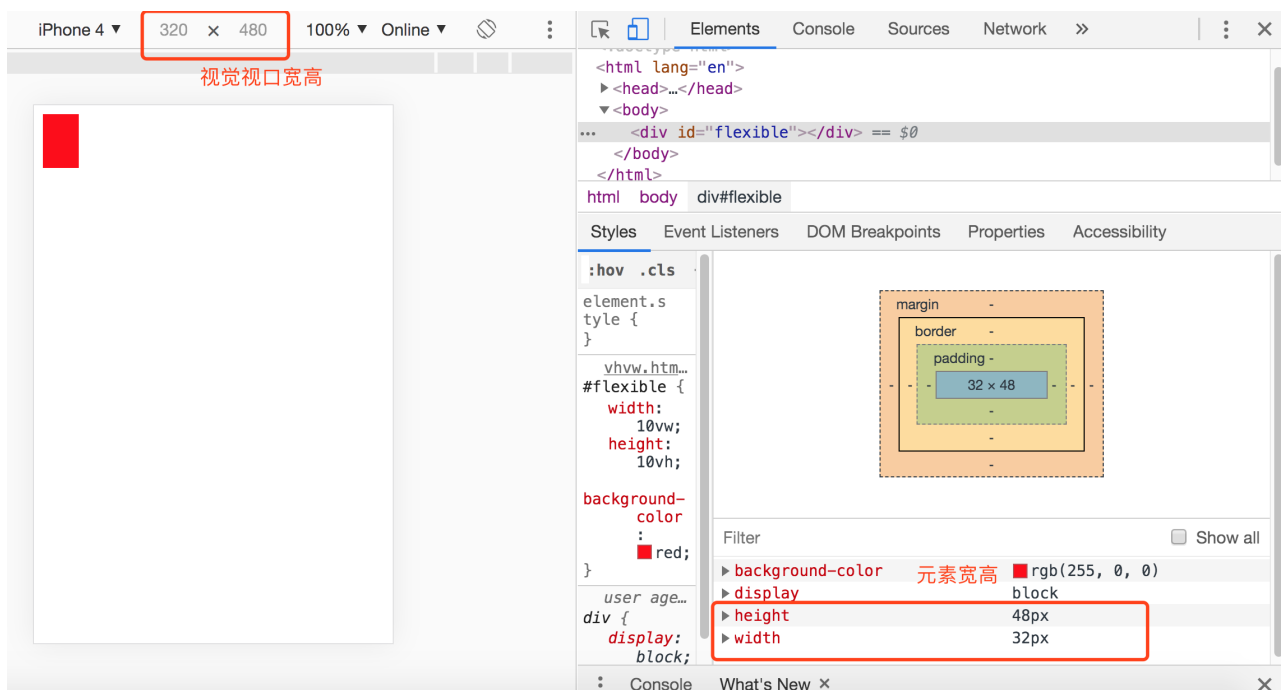 iPhone 4 ▼ 320 × 480 100% ▼ Online ▼
视觉视口宽高
Elements Console Sources Network »
<!doctype html>
<html lang="en">
▶<head>…</head>
▼<body>
••• <div id="flexible"></div> == $0
</body>
</html>
html body div#flexible
Styles Event Listeners DOM Breakpoints Properties Accessibility
:hov .cls
element.s
tyle {
}
vhvw.htm…
#flexible {
width:
10vw;
height:
10vh;
background-
color
:
red;
}
user age…
div {
display:
block;
margin -
border -
padding -
- - - 32 × 48 - - -
-
-
-
Filter Show all
▶background-color rgb(255, 0, 0)
元素宽高
▶display block
▶height 48px
▶width 32px
Console What's New ×